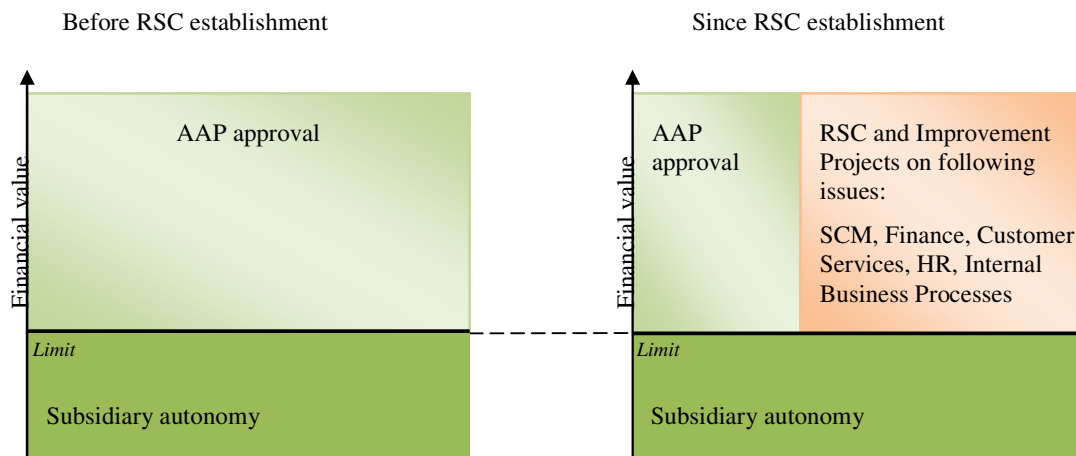 Before RSC establishment
Financial value
AAP approval
Limit
Subsidiary autonomy
Since RSC establishment
Financial value
AAP
approval
RSC and Improvement
Projects on following
issues:
SCM, Finance, Customer
Services, HR, Internal
Business Processes
Limit
Subsidiary autonomy